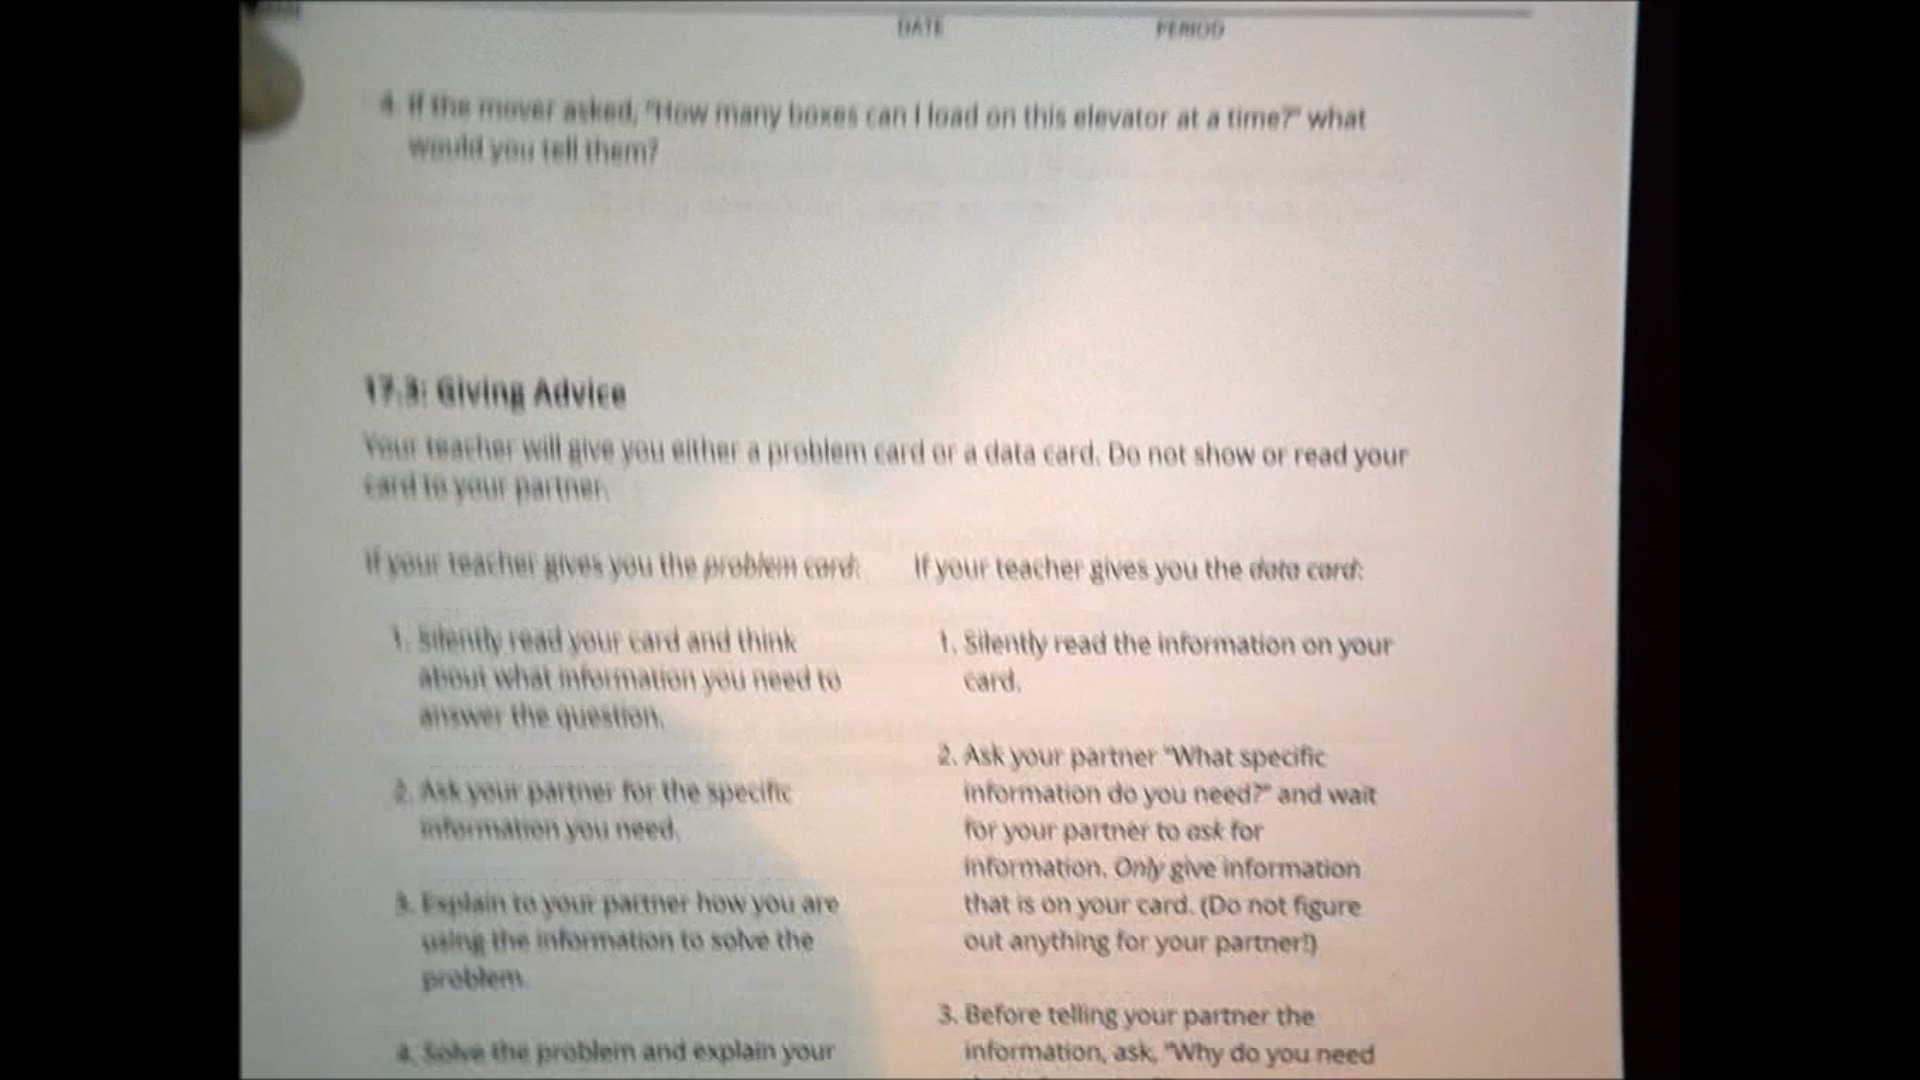 DATE PERIOD
4. If the mover asked, "How many boxes can I load on this elevator at a time?" what
would you tell them?
17.3: Giving Advice
Your teacher will give you either a problem card or a data card. Do not show or read your
card to your partner.
If your teacher gives you the problem card:
1. Silently read your card and think
about what information you need to
answer the question.
2. Ask your partner for the specific
information you need.
3. Explain to your partner how you are
using the information to solve the
problem.
4. Solve the problem and explain your
If your teacher gives you the data card:
1. Silently read the information on your
card.
2. Ask your partner "What specific
information do you need?" and wait
for your partner to ask for
information. Only give information
that is on your card. (Do not figure
out anything for your partner!)
3. Before telling your partner the
information, ask, "Why do you need